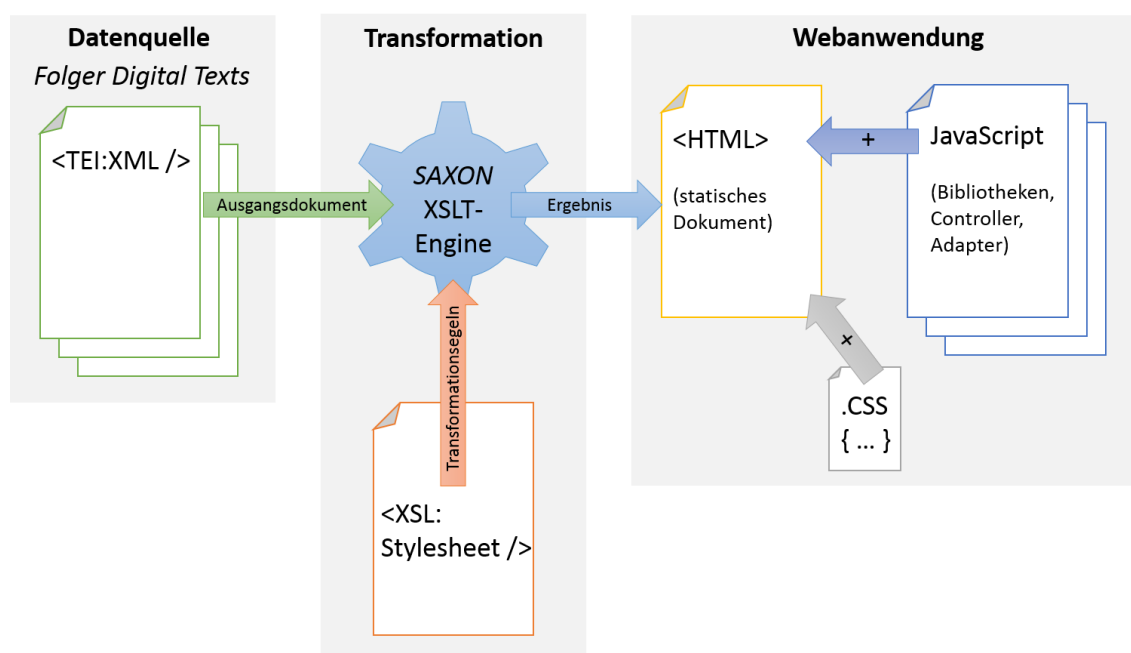 Datenquelle
Folger Digital Texts
<TEI:XML />
Ausgangsdokument
Transformation
SAXON
XSLT-
Engine
Ergebnis
Transformationsegeln
<XSL:
Stylesheet />
Webanwendung
<HTML>
(statisches
Dokument)
+
JavaScript
(Bibliotheken,
Controller,
Adapter)
+
.CSS
{ ... }